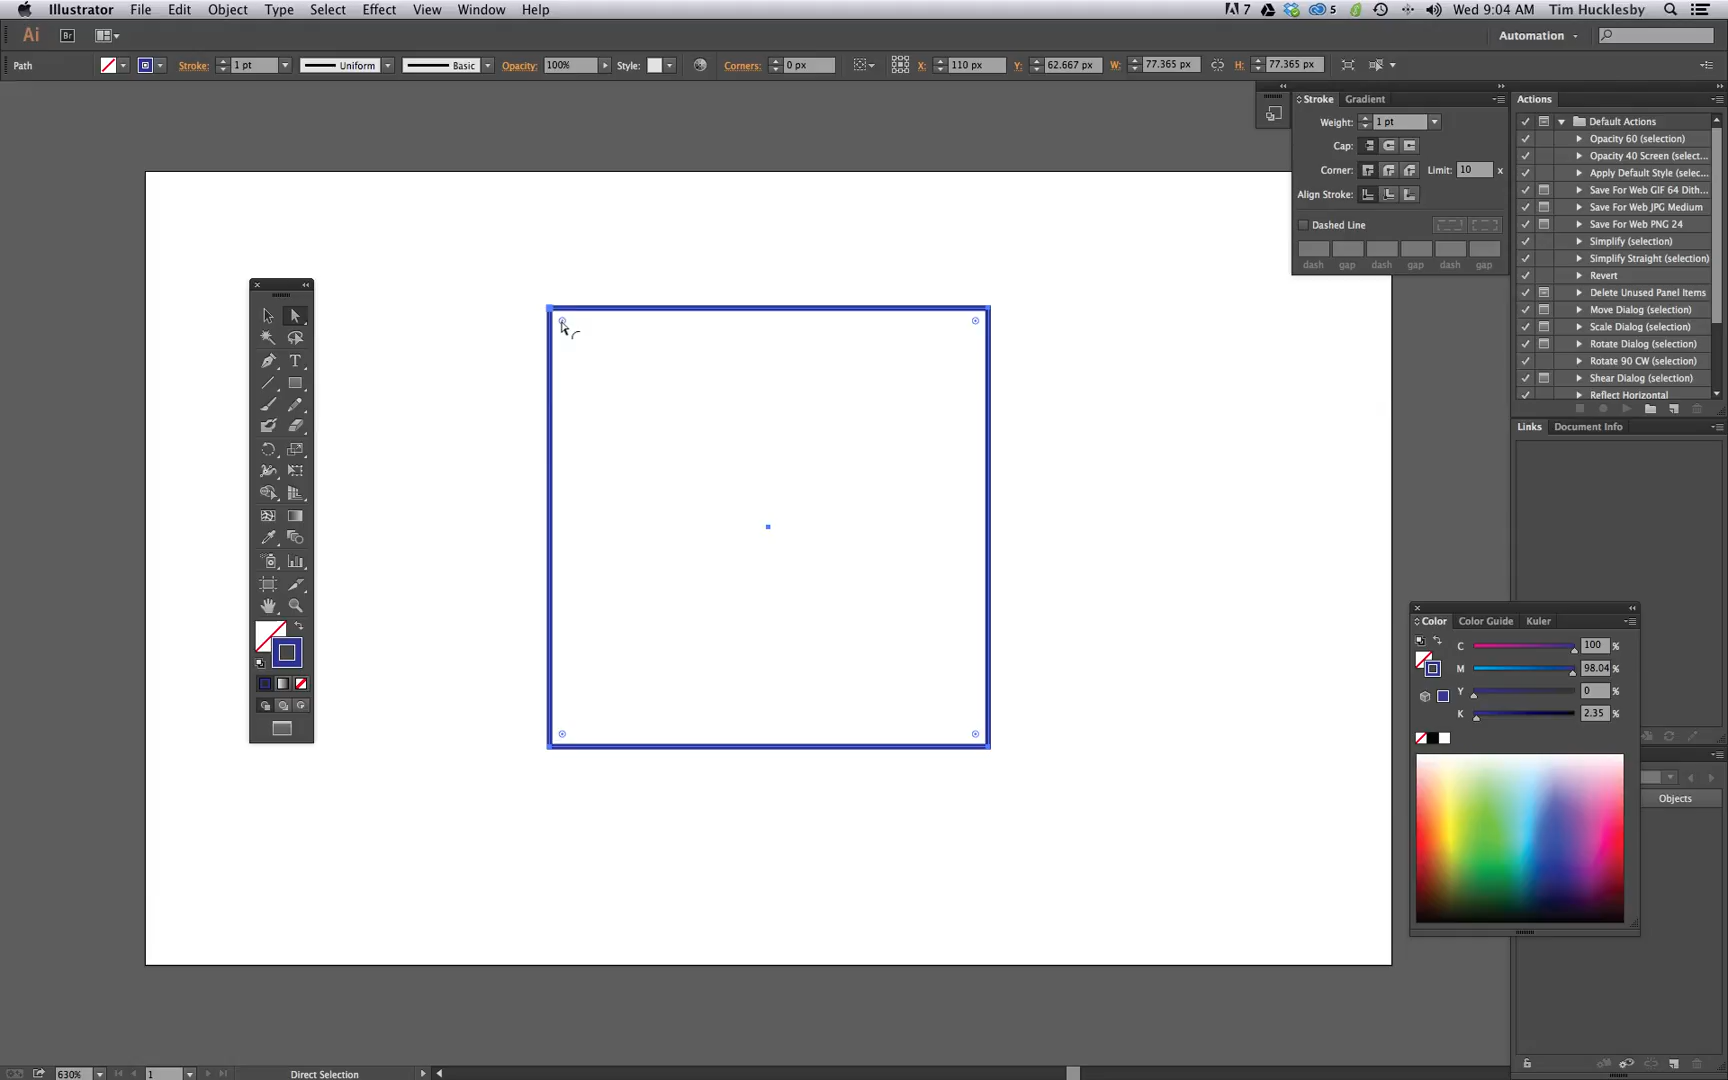 Illustrator File Edit Object Type Select Effect View Window Help 7 5 Wed 9:04 AM Tim Hucklesby
Ai Br Automation
Path Stroke: 1 pt Uniform Basic Opacity: 100% Style: Corners: 0 px X: 110 px Y: 62.667 px W: 77.365 px H: 77.365 px
Stroke Gradient
Weight: 1 pt
Cap:
Corner: Limit: 10 x
Align Stroke:
Dashed Line
dash gap dash gap dash gap
Actions
Default Actions
Opacity 60 (selection)
Opacity 40 Screen (select...
Apply Default Style (selec...
Save For Web GIF 64 Dith...
Save For Web JPG Medium
Save For Web PNG 24
Simplify (selection)
Simplify Straight (selection)
Revert
Delete Unused Panel Items
Move Dialog (selection)
Scale Dialog (selection)
Rotate Dialog (selection)
Rotate 90 CW (selection)
Shear Dialog (selection)
Reflect Horizontal
Links Document Info
T
Color Color Guide Kuler
C 100 %
M 98.04 %
Y 0 %
K 2.35 %
Objects
630% 1 Direct Selection